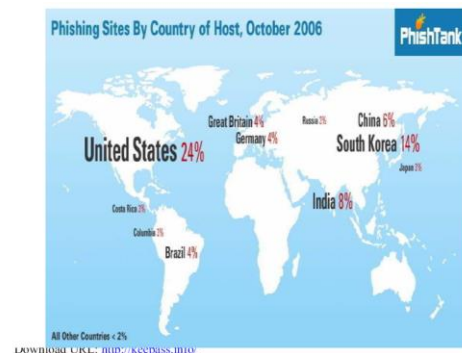 Phishing Sites By Country of Host, October 2006
PhishTank
Great Britain 4%
Germany 4%
Russia 3%
China 6%
South Korea 14%
Japan 3%
United States 24%
India 8%
Costa Rica 2%
Columbia 2%
Brazil 4%
All Other Countries < 2%
Download URL: http://keepass.info/